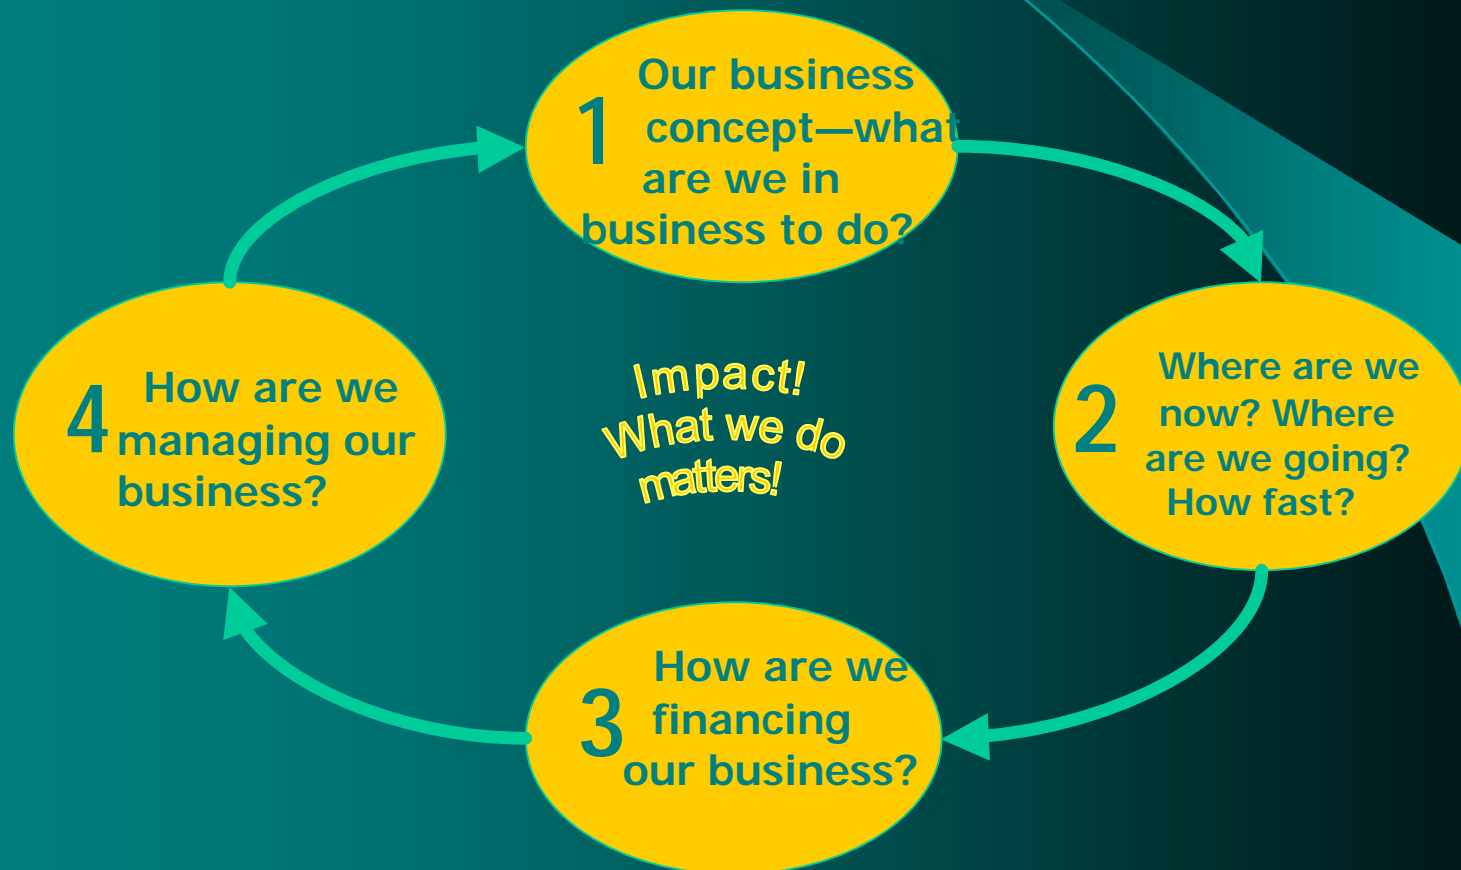 1
Our business
concept—what
are we in
business to do?
2
Where are we
now? Where
are we going?
How fast?
3
How are we
financing
our business?
4
How are we
managing our
business?
Impact!
What we do
matters!